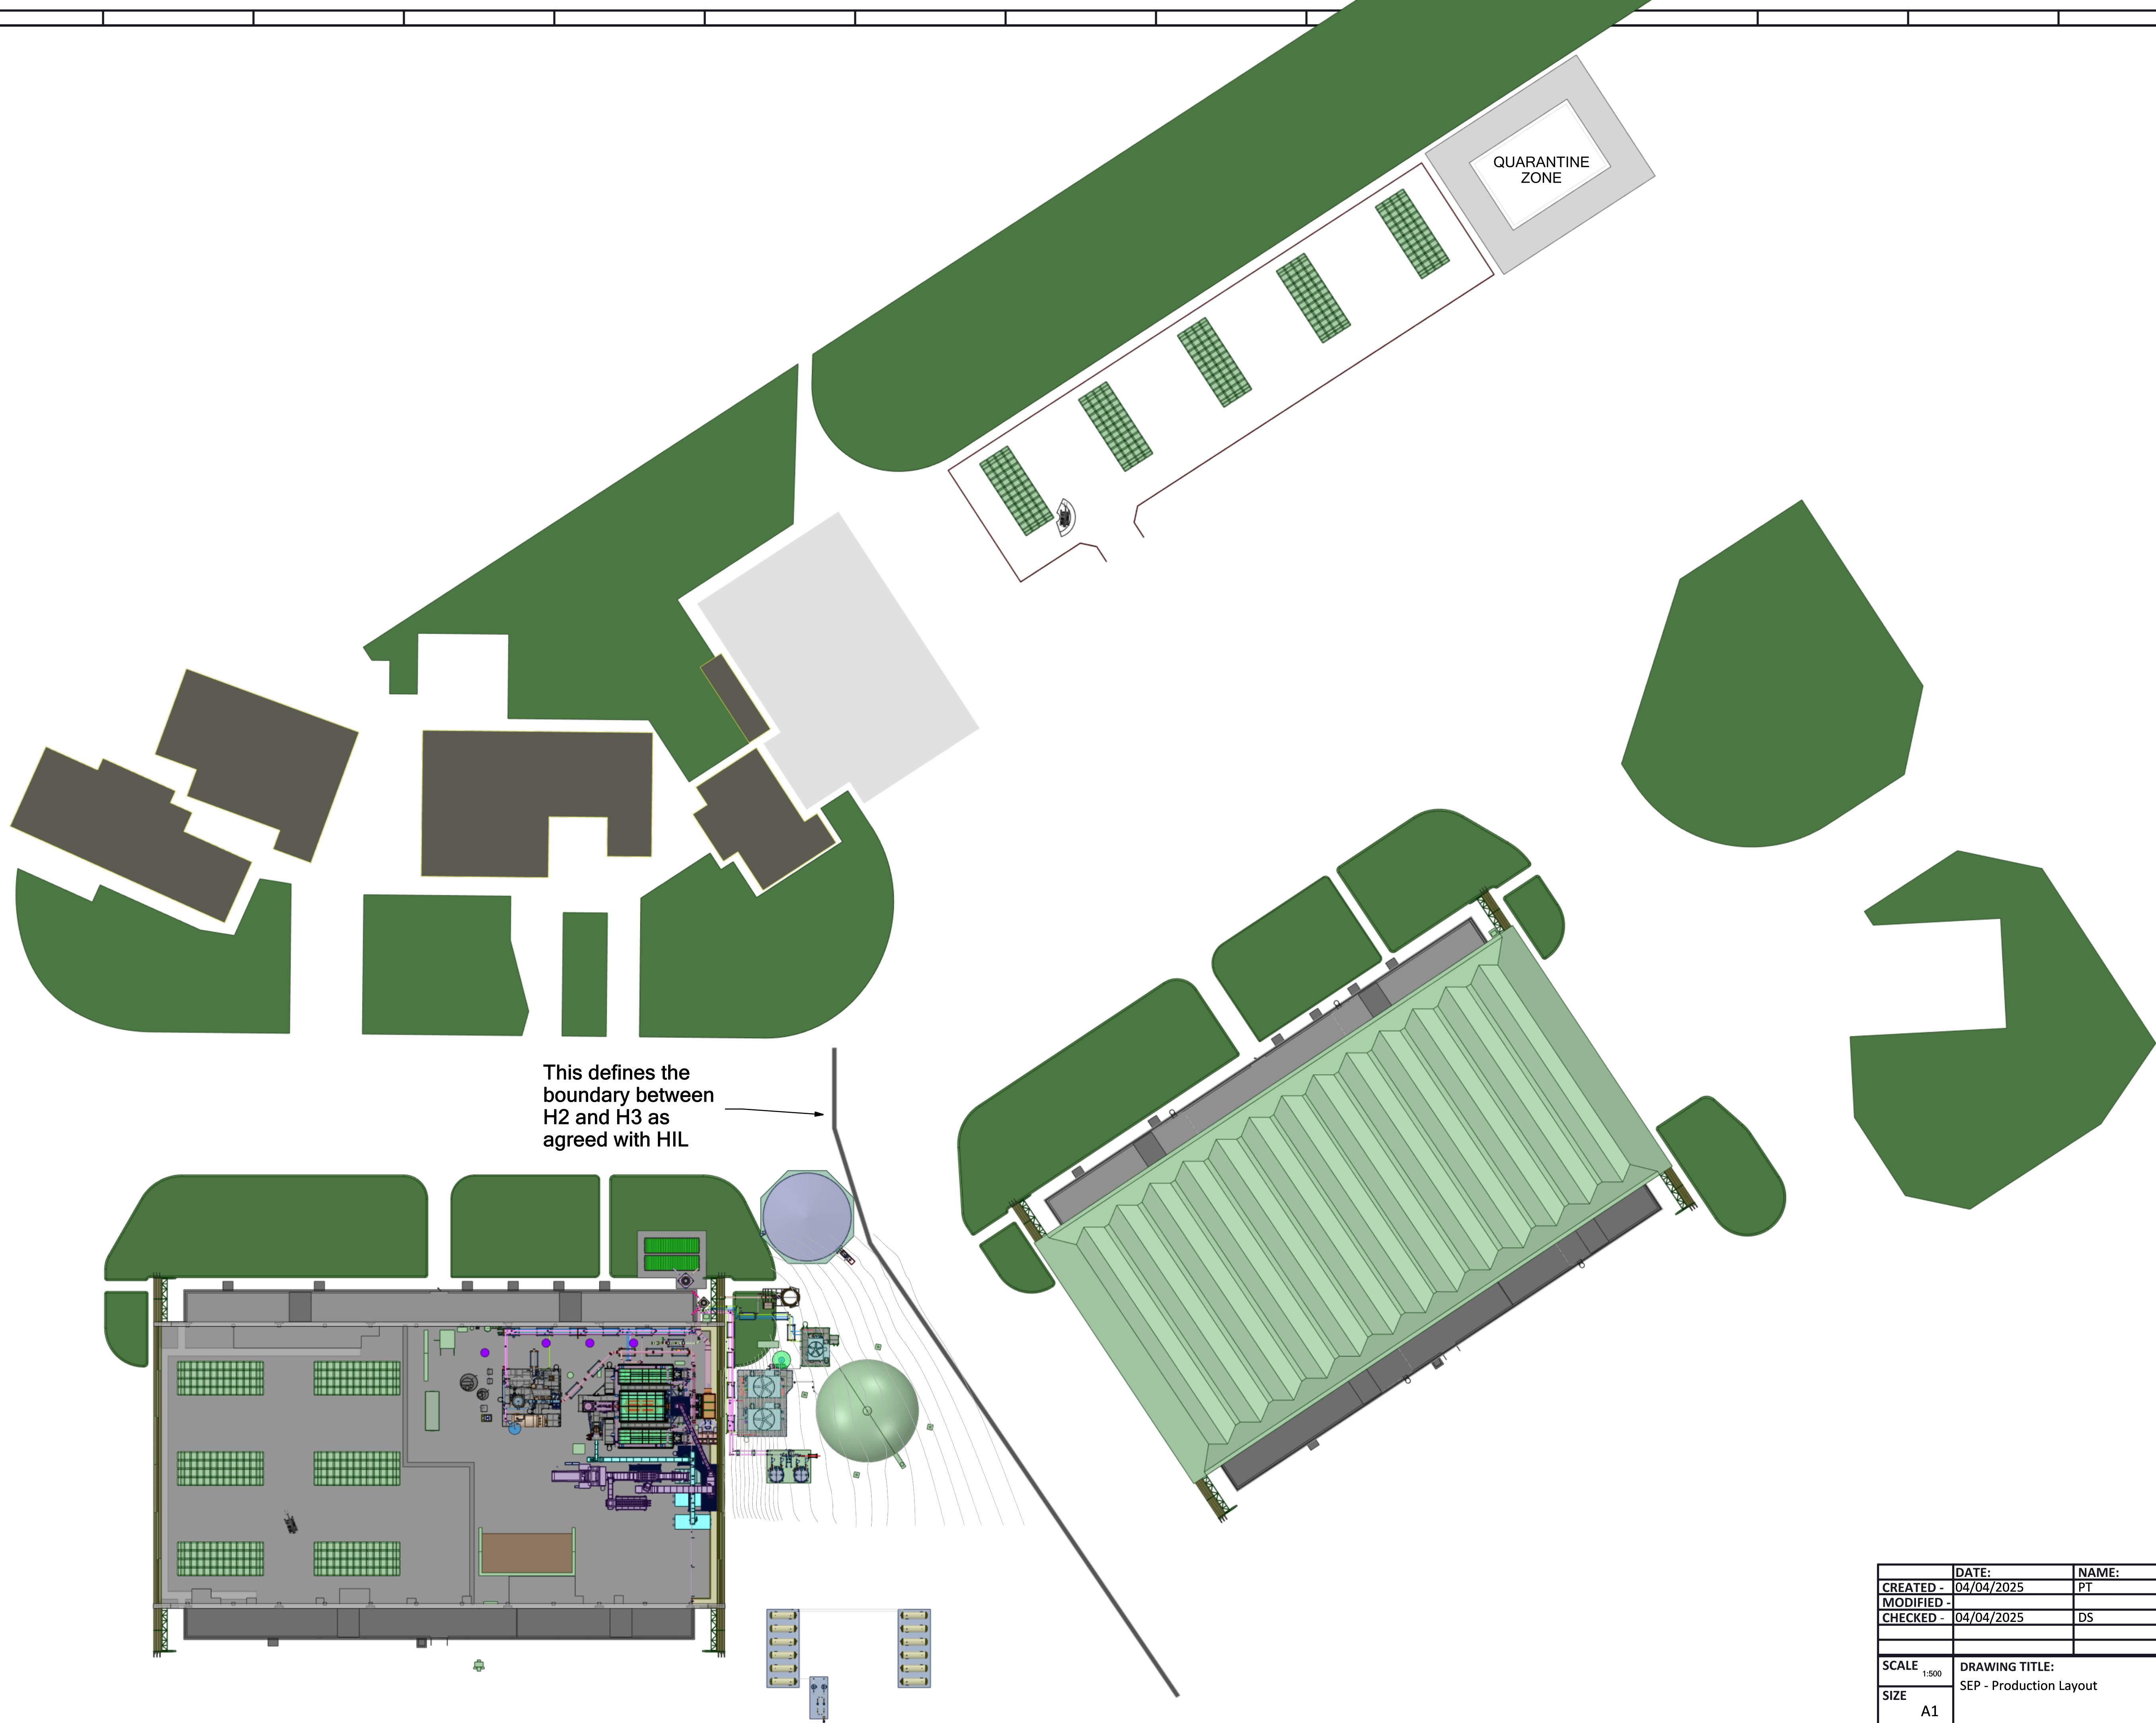 QUARANTINE
ZONE
This defines the
boundary between
H2 and H3 as
agreed with HIL
DATE: NAME:
CREATED - 04/04/2025 PT
MODIFIED -
CHECKED - 04/04/2025 DS
SCALE 1:500
DRAWING TITLE:
SEP - Production Layout
SIZE
A1